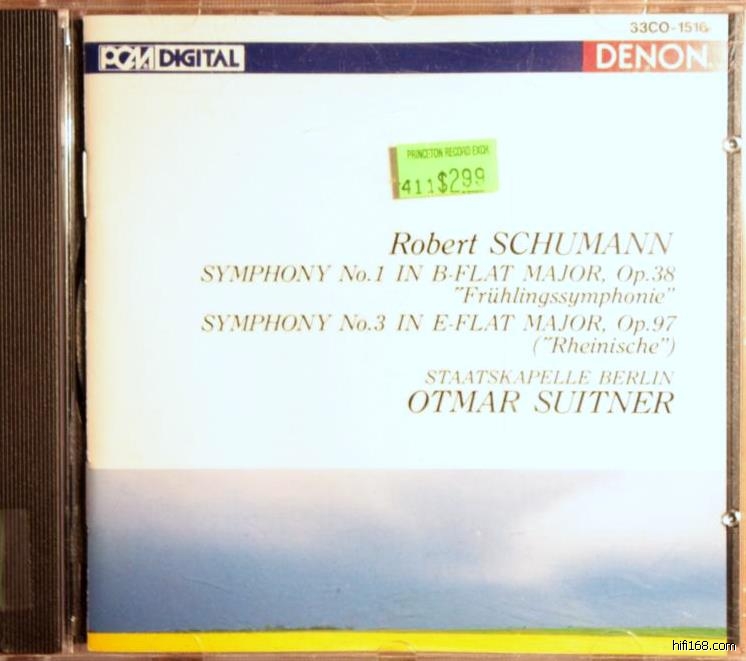 33CO-1516
PCM DIGITAL
DENON
PRINCETON RECORD EXCH
411 $2.99
Robert SCHUMANN
SYMPHONY No.1 IN B-FLAT MAJOR, Op.38
"Frühlingssymphonie"
SYMPHONY No.3 IN E-FLAT MAJOR, Op.97
("Rheinische")
STAATSKAPELLE BERLIN
OTMAR SUITNER
hifi168.com